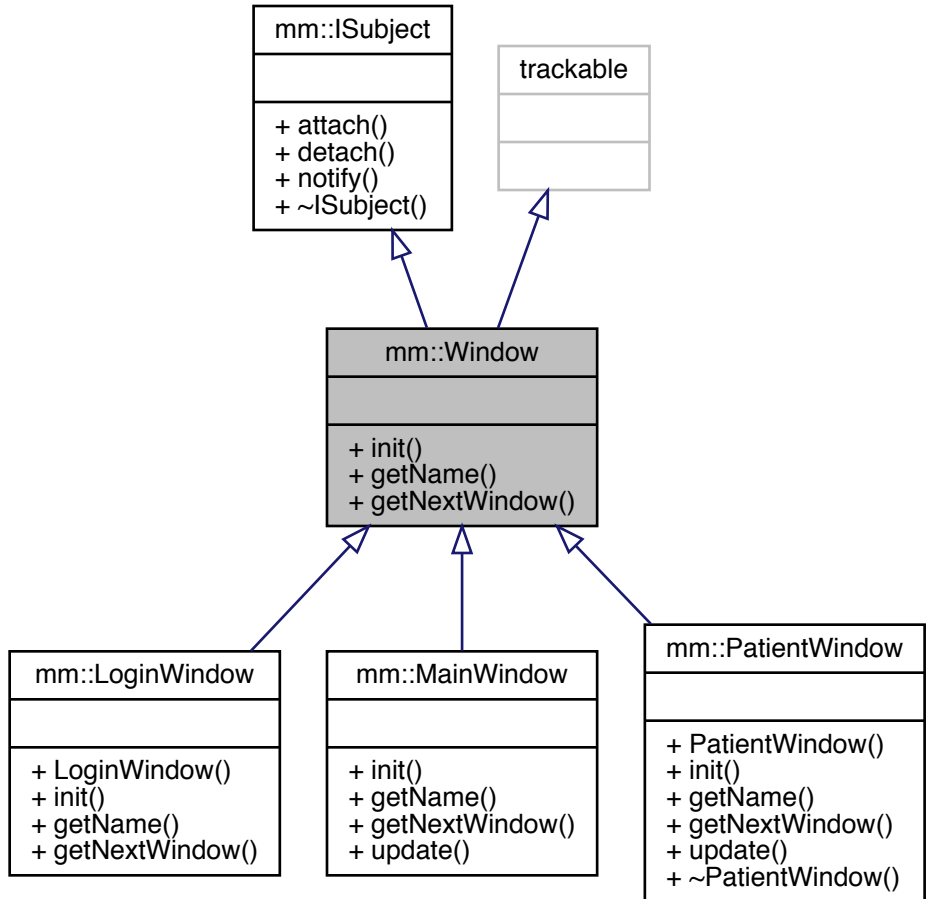 mm::ISubject
+ attach()
+ detach()
+ notify()
+ ~ISubject()
trackable
mm::Window
+ init()
+ getName()
+ getNextWindow()
mm::LoginWindow
+ LoginWindow()
+ init()
+ getName()
+ getNextWindow()
mm::MainWindow
+ init()
+ getName()
+ getNextWindow()
+ update()
mm::PatientWindow
+ PatientWindow()
+ init()
+ getName()
+ getNextWindow()
+ update()
+ ~PatientWindow()